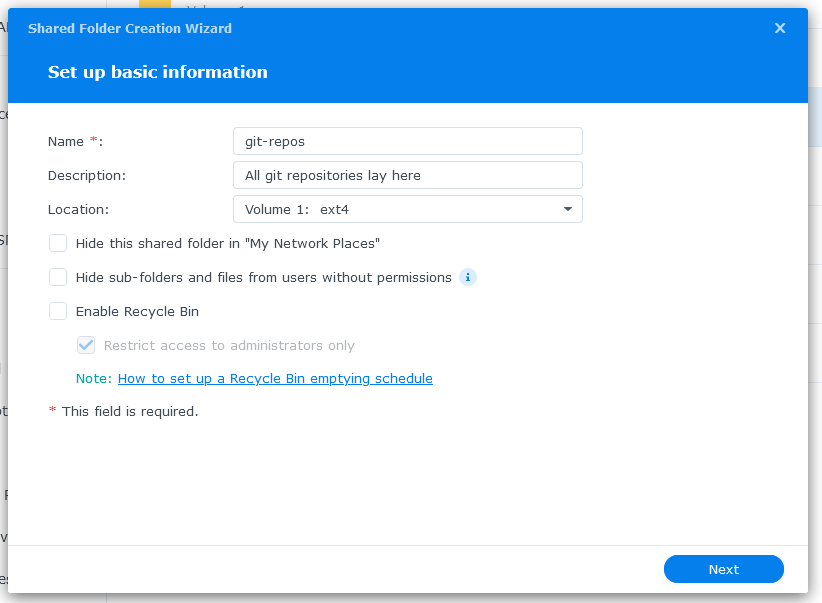 Shared Folder Creation Wizard
Set up basic information
Name *: git-repos
Description: All git repositories lay here
Location: Volume 1: ext4
Hide this shared folder in "My Network Places"
Hide sub-folders and files from users without permissions i
Enable Recycle Bin
Restrict access to administrators only
Note: How to set up a Recycle Bin emptying schedule
* This field is required.
Next